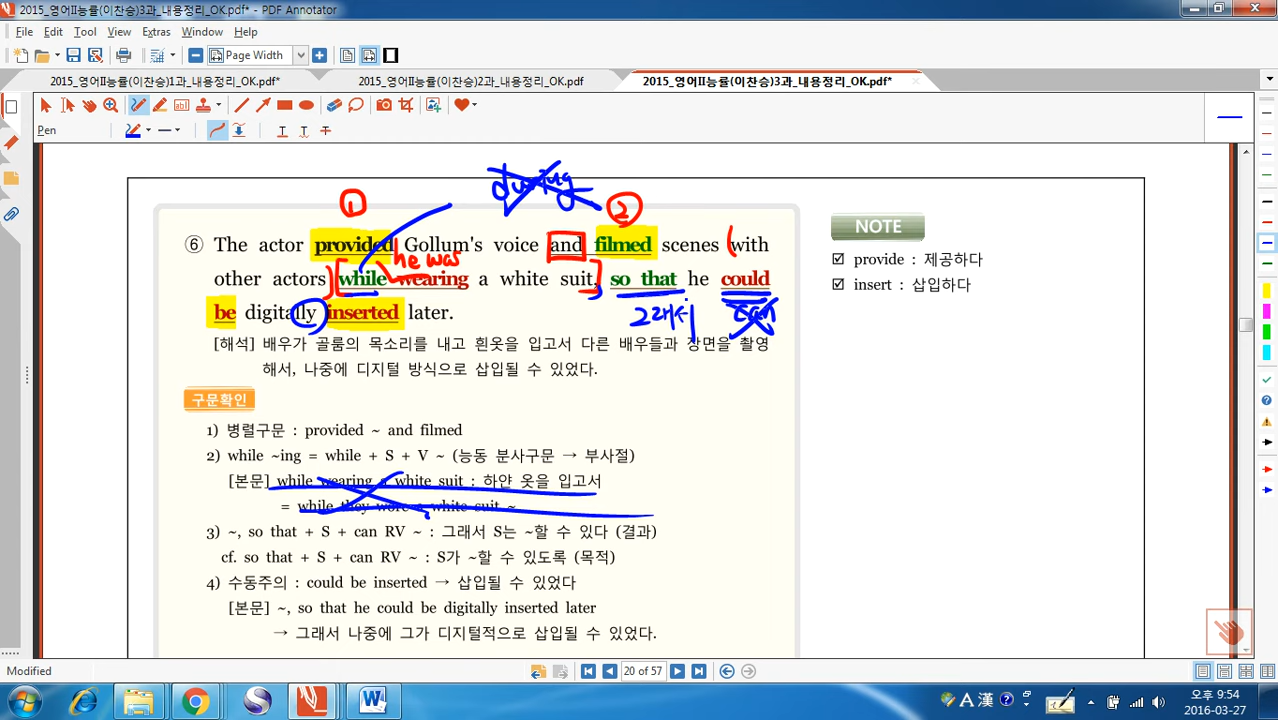 2015_영어II능률(이찬승)3과_내용정리_OK.pdf* - PDF Annotator
File Edit Tool View Extras Window Help
Page Width
2015_영어II능률(이찬승)1과_내용정리_OK.pdf* 2015_영어II능률(이찬승)2과_내용정리_OK.pdf 2015_영어II능률(이찬승)3과_내용정리_OK.pdf*
Pen
during
① ②
⑥ The actor provided Gollum's voice and filmed scenes (with
he was
other actors) [while wearing a white suit,] so that he could
be digitally inserted later.
그래서 can
[해석] 배우가 골룸의 목소리를 내고 흰옷을 입고서 다른 배우들과 장면을 촬영
해서, 나중에 디지털 방식으로 삽입될 수 있었다.
구문확인
1) 병렬구문 : provided ~ and filmed
2) while ~ing = while + S + V ~ (능동 분사구문 → 부사절)
[본문] while wearing a white suit : 하얀 옷을 입고서
= while they wore a white suit ~
3) ~, so that + S + can RV ~ : 그래서 S는 ~할 수 있다 (결과)
cf. so that + S + can RV ~ : S가 ~할 수 있도록 (목적)
4) 수동주의 : could be inserted → 삽입될 수 있었다
[본문] ~, so that he could be digitally inserted later
→ 그래서 나중에 그가 디지털적으로 삽입될 수 있었다.
NOTE
☑ provide : 제공하다
☑ insert : 삽입하다
Modified
20 of 57
A 漢
오후 9:54
2016-03-27